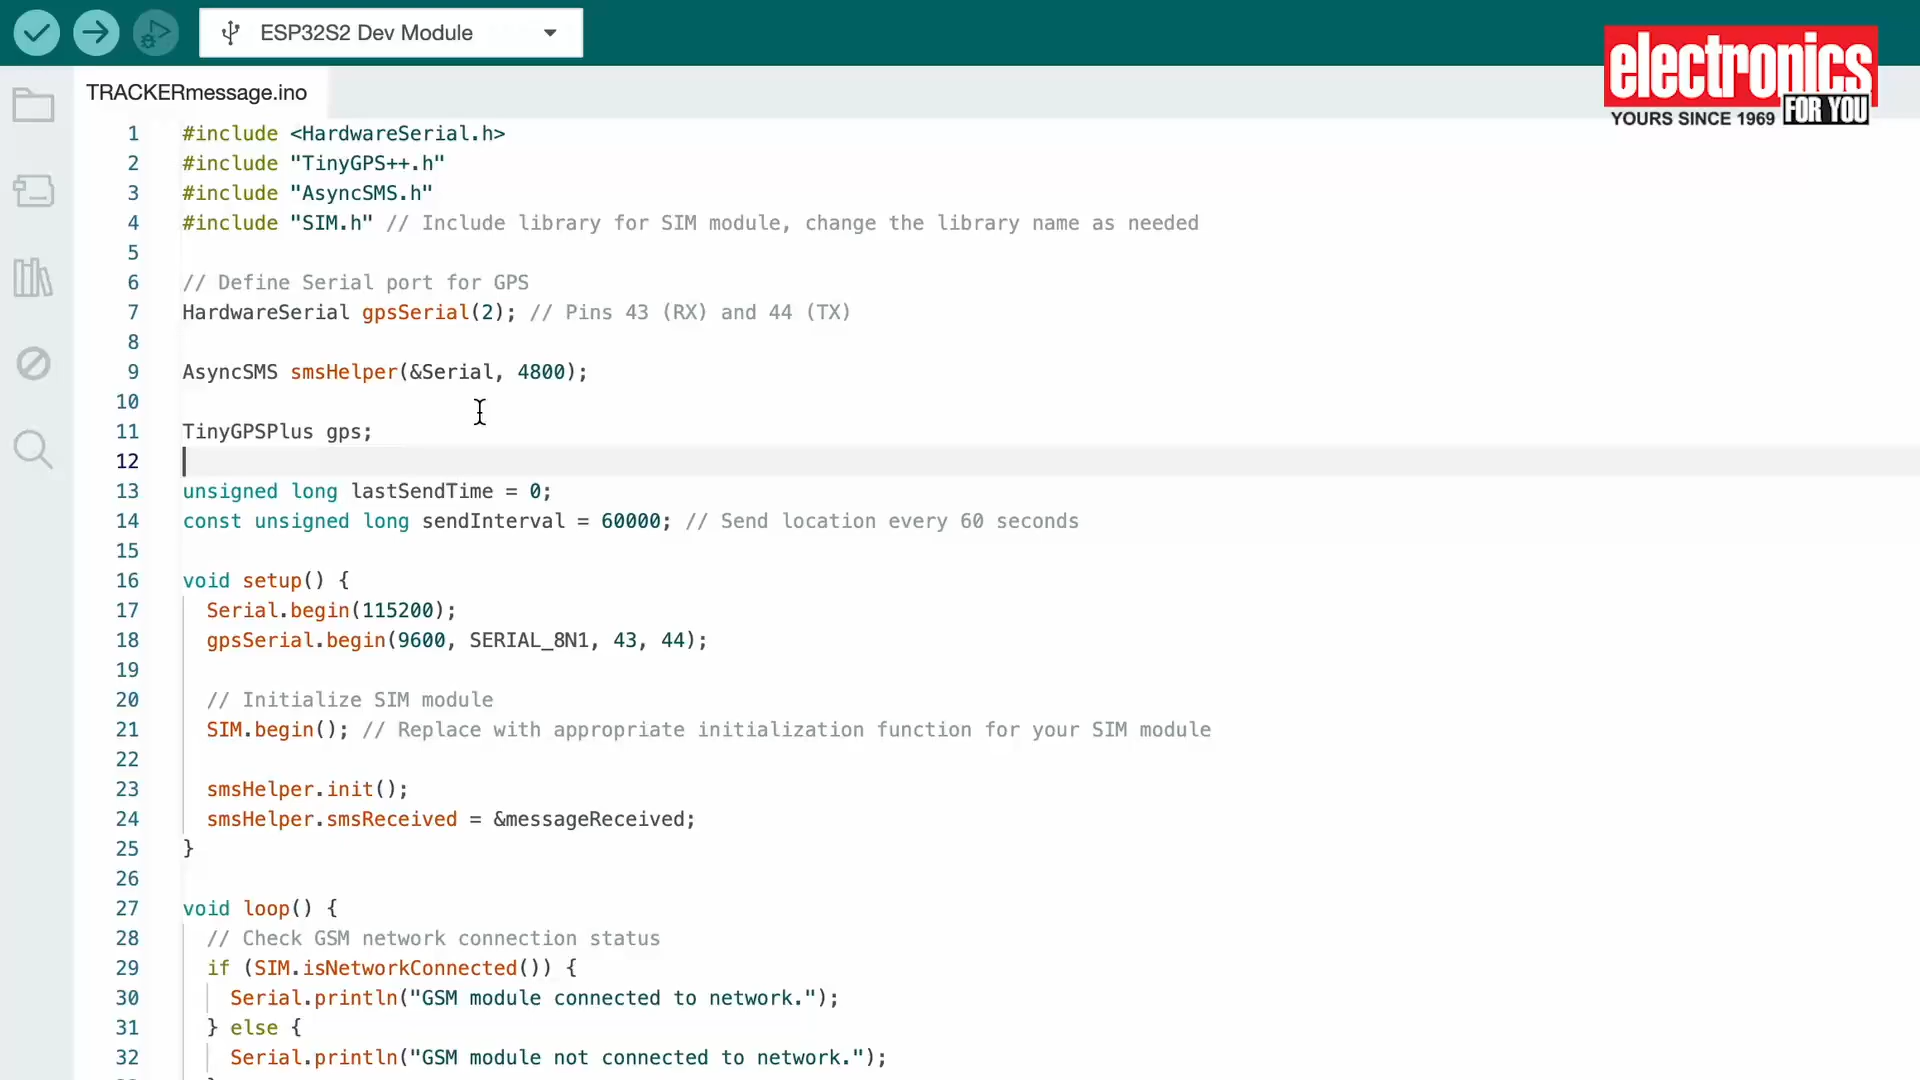 ESP32S2 Dev Module
electronics
FOR YOU
YOURS SINCE 1969
TRACKERmessage.ino
1 #include <HardwareSerial.h>
2 #include "TinyGPS++.h"
3 #include "AsyncSMS.h"
4 #include "SIM.h" // Include library for SIM module, change the library name as needed
5
6 // Define Serial port for GPS
7 HardwareSerial gpsSerial(2); // Pins 43 (RX) and 44 (TX)
8
9 AsyncSMS smsHelper(&Serial, 4800);
10
11 TinyGPSPlus gps;
12
13 unsigned long lastSendTime = 0;
14 const unsigned long sendInterval = 60000; // Send location every 60 seconds
15
16 void setup() {
17 Serial.begin(115200);
18 gpsSerial.begin(9600, SERIAL_8N1, 43, 44);
19
20 // Initialize SIM module
21 SIM.begin(); // Replace with appropriate initialization function for your SIM module
22
23 smsHelper.init();
24 smsHelper.smsReceived = &messageReceived;
25 }
26
27 void loop() {
28 // Check GSM network connection status
29 if (SIM.isNetworkConnected()) {
30 Serial.println("GSM module connected to network.");
31 } else {
32 Serial.println("GSM module not connected to network.");